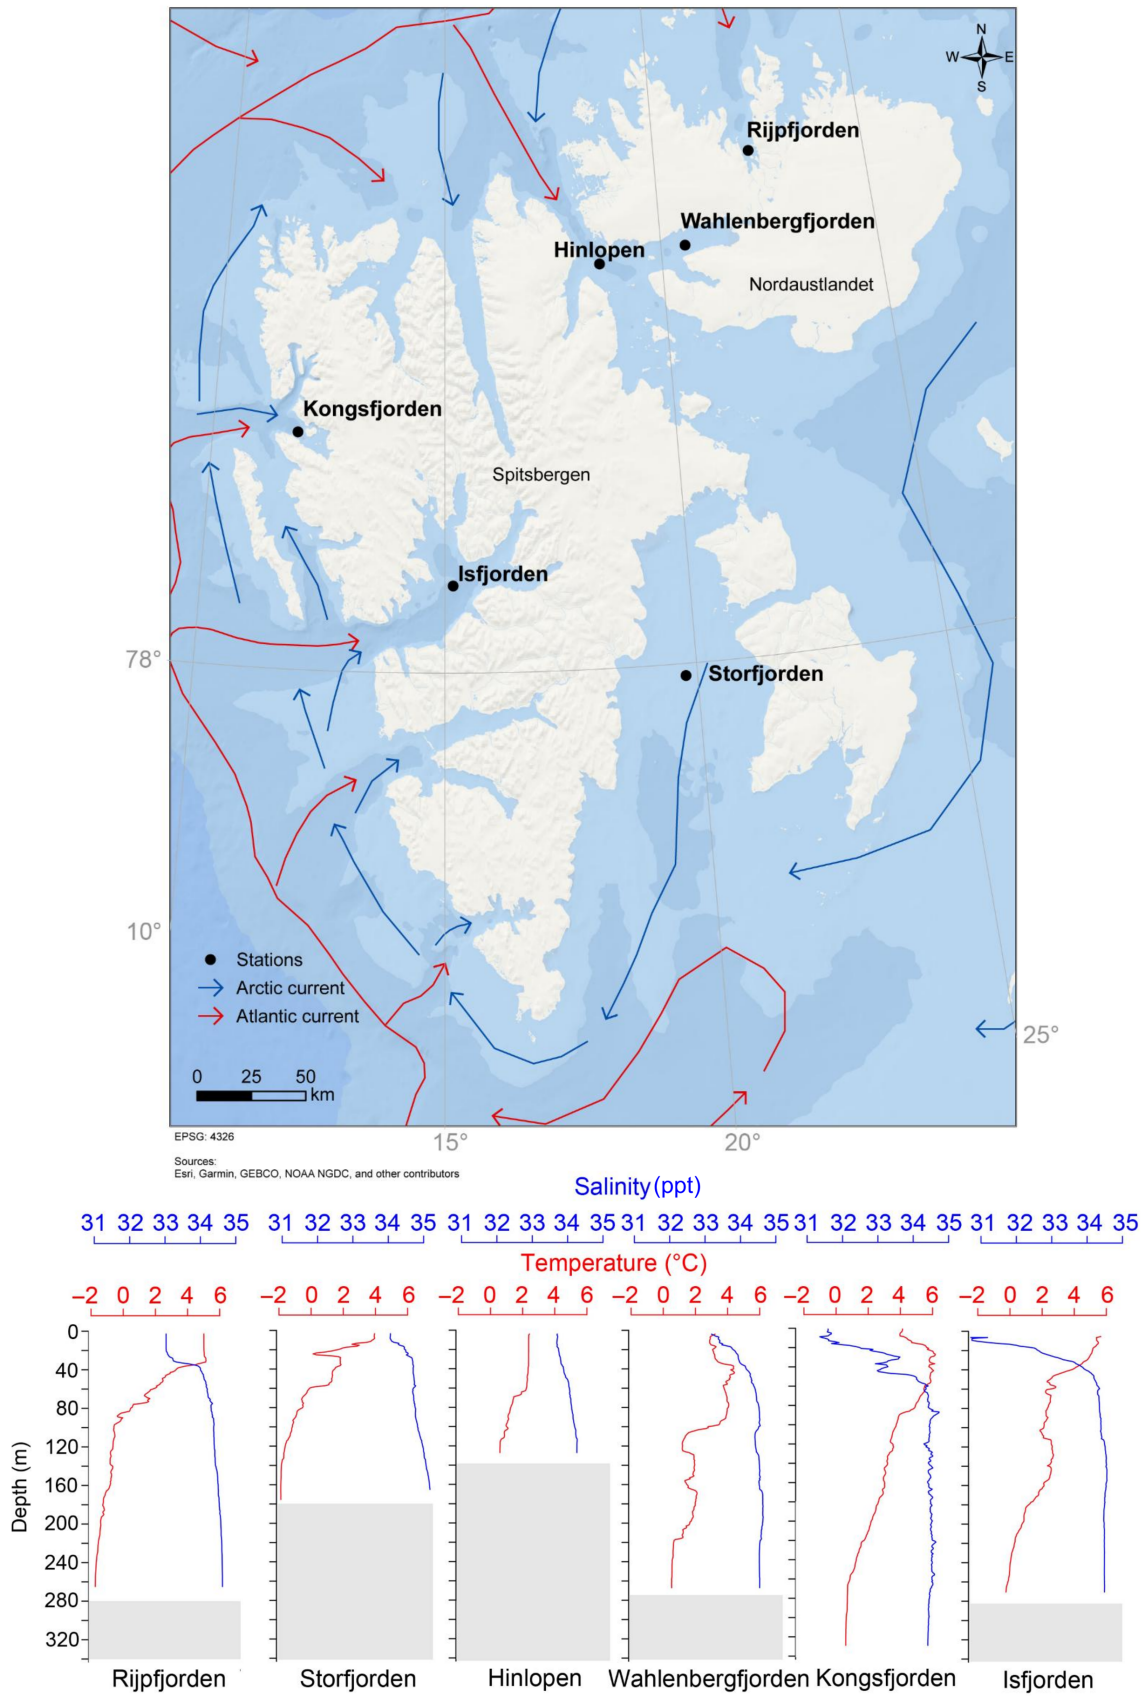 N
W E
S
Rijpfjorden
Wahlenbergfjorden
Hinlopen
Nordaustlandet
Kongsfjorden
Spitsbergen
Isfjorden
78°
Storfjorden
10°
Stations
Arctic current
Atlantic current
25°
0 25 50
km
EPSG: 4326
15° 20°
Sources:
Esri, Garmin, GEBCO, NOAA NGDC, and other contributors
Salinity (ppt)
31 32 33 34 35 31 32 33 34 35 31 32 33 34 35 31 32 33 34 35 31 32 33 34 35 31 32 33 34 35
Temperature (°C)
−2 0 2 4 6 −2 0 2 4 6 −2 0 2 4 6 −2 0 2 4 6 −2 0 2 4 6 −2 0 2 4 6
0
40
80
120
160
200
240
280
320
Depth (m)
Rijpfjorden Storfjorden Hinlopen Wahlenbergfjorden Kongsfjorden Isfjorden